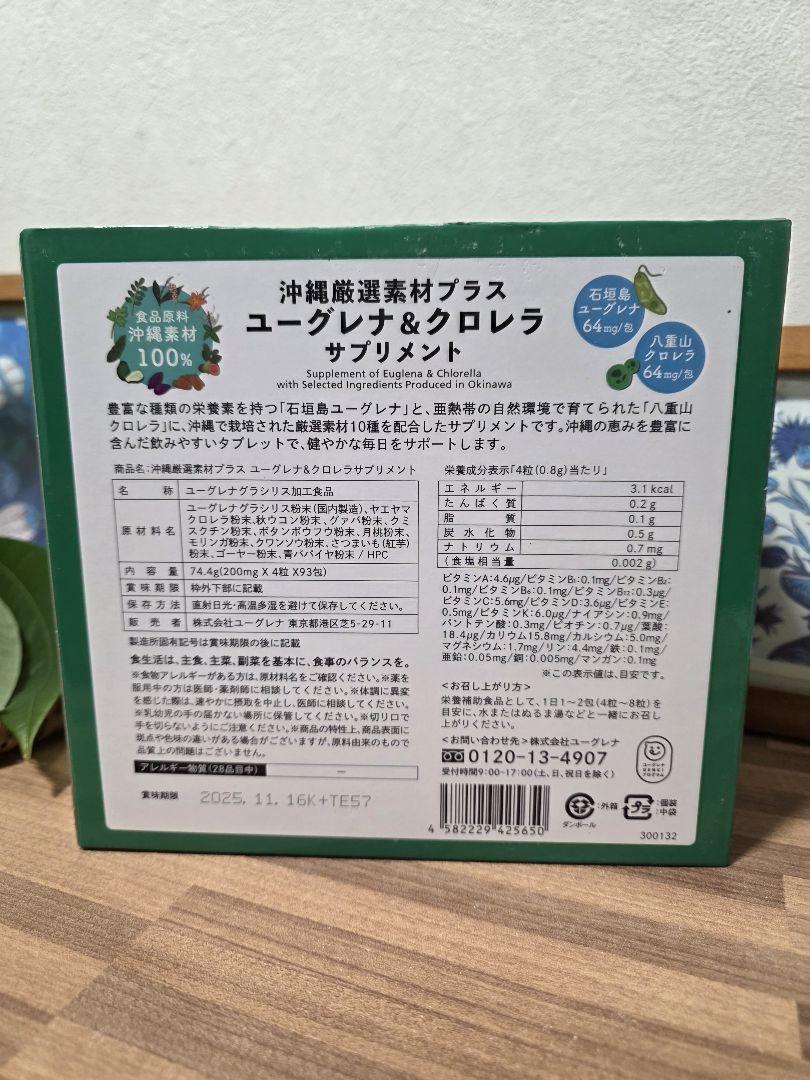 食品原料
沖縄素材
100%
沖縄厳選素材プラス
ユーグレナ&クロレラ
サプリメント
Supplement of Euglena & Chlorella
with Selected Ingredients Produced in Okinawa
石垣島
ユーグレナ
64mg/包
八重山
クロレラ
64mg/包
豊富な種類の栄養素を持つ「石垣島ユーグレナ」と、亜熱帯の自然環境で育てられた「八重山
クロレラ」に、沖縄で栽培された厳選素材10種を配合したサプリメントです。沖縄の恵みを豊富に
含んだ飲みやすいタブレットで、健やかな毎日をサポートします。
商品名:沖縄厳選素材プラス ユーグレナ&クロレラサプリメント
名称 ユーグレナグラシリス加工食品
原材料名 ユーグレナグラシリス粉末(国内製造)、ヤエヤマ
クロレラ粉末、秋ウコン粉末、グァバ粉末、クミ
スクチン粉末、ボタンボウフウ粉末、月桃粉末、
モリンガ粉末、クワンソウ粉末、さつまいも(紅芋)
粉末、ゴーヤー粉末、青パパイヤ粉末 / HPC
内容量 74.4g(200mg X 4粒 X93包)
賞味期限 枠外下部に記載
保存方法 直射日光・高温多湿を避けて保存してください。
販売者 株式会社ユーグレナ 東京都港区芝5-29-11
製造所固有記号は賞味期限の後に記載
食生活は、主食、主菜、副菜を基本に、食事のバランスを。
※食物アレルギーがある方は、原材料名をご確認ください。※薬を
服用中の方は医師・薬剤師に相談してください。※体調に異変
を感じた際は、速やかに摂取を中止し、医師に相談してください。
※乳幼児の手の届かない場所に保管してください。※切り口で
手を切らないようにご注意ください。※商品の特性上、商品表面に
斑点や色味の違いがある場合がございますが、原料由来のもので
品質上の問題はございません。
アレルギー物質(28品目中) ー
賞味期限 2025.11.16K+TE57
栄養成分表示「4粒(0.8g)当たり」
エネルギー 3.1 kcal
たんぱく質 0.2 g
脂質 0.1 g
炭水化物 0.5 g
ナトリウム 0.7 mg
(食塩相当量 0.002 g)
ビタミンA:4.6μg/ビタミンB₁:0.1mg/ビタミンB₂:
0.1mg/ビタミンB₆:0.1mg/ビタミンB₁₂:0.3μg/
ビタミンC:5.6mg/ビタミンD:3.6μg/ビタミンE:
0.5mg/ビタミンK:6.0μg/ナイアシン:0.9mg/
パントテン酸:0.3mg/ビオチン:0.7μg/葉酸:
18.4μg/カリウム15.8mg/カルシウム:5.0mg/
マグネシウム:1.7mg/リン:4.4mg/鉄:0.1mg/
亜鉛:0.05mg/銅:0.005mg/マンガン:0.1mg
※この表示値は、目安です。
<お召し上がり方>
栄養補助食品として、1日1〜2包(4粒〜8粒)を
目安に、水またはぬるま湯などと一緒にお召し
上がりください。
<お問い合わせ先>株式会社ユーグレナ
0120-13-4907
受付時間9:00-17:00(土、日、祝日を除く)
ユーグレナ
GENKI
プログラム
4 582229 425650
ダンボール
:外箱
プラ
:個装
:中袋
300132